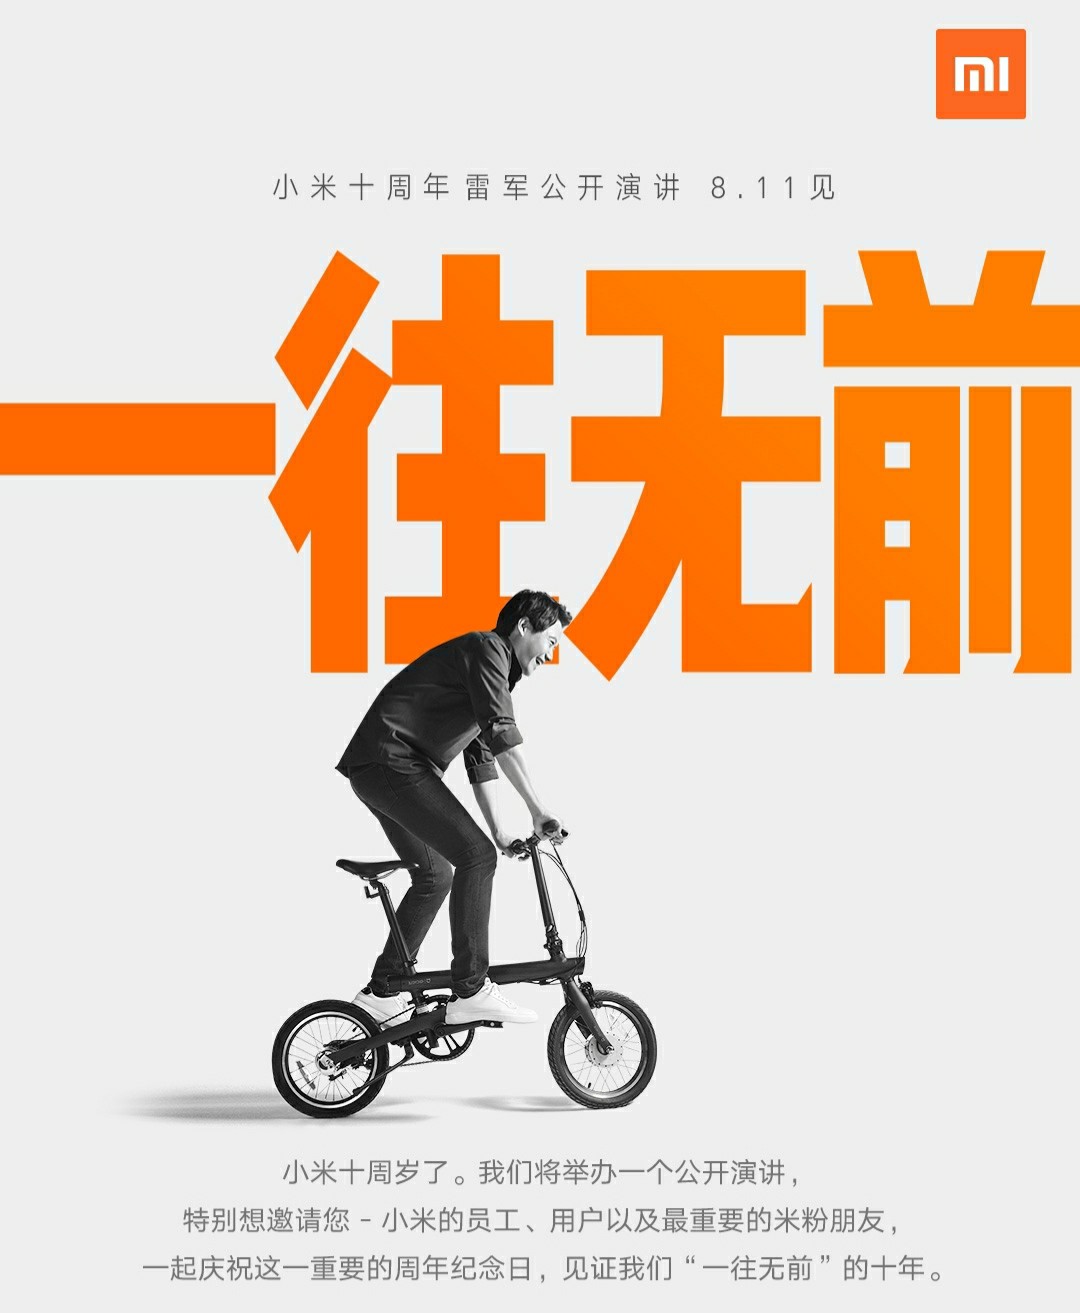 mi
小米十周年雷军公开演讲 8.11见
一往无前
小米十周岁了。我们将举办一个公开演讲，
特别想邀请您 - 小米的员工、用户以及最重要的米粉朋友，
一起庆祝这一重要的周年纪念日，见证我们“一往无前”的十年。